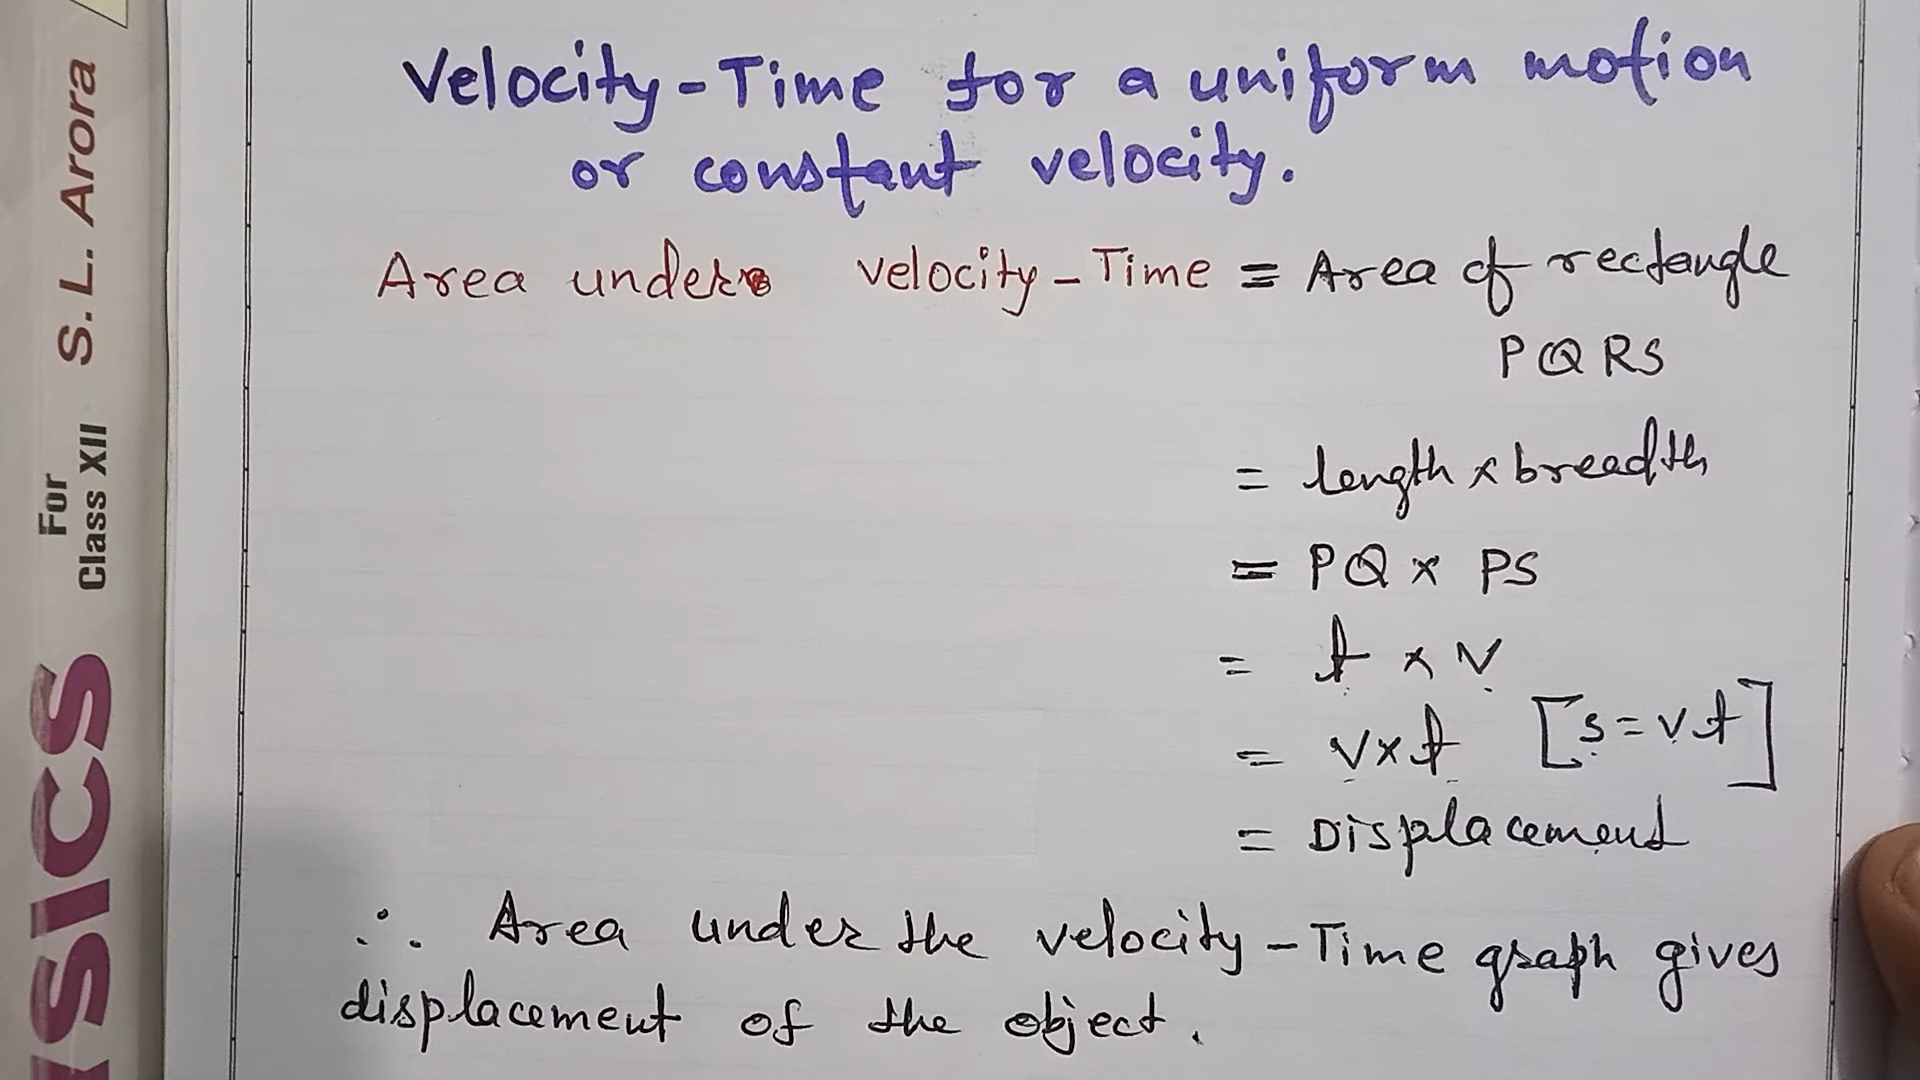 Velocity-Time for a uniform motion
or constant velocity.
Area under velocity-Time = Area of rectangle
PQRS
= length × breadth
= PQ × PS
= t × v
= v×t [s=vt]
= Displacement
∴ Area under the velocity-Time graph gives
displacement of the object.
For
Class XII
S. L. Arora
SICS